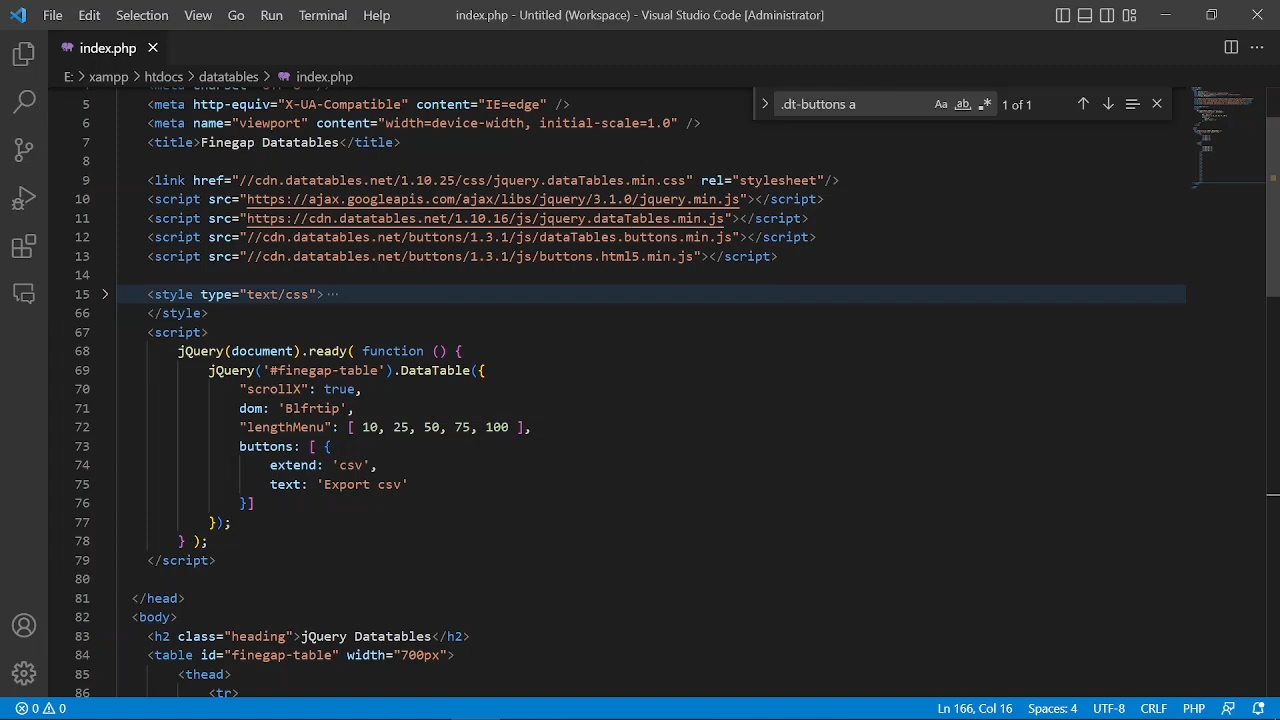 File Edit Selection View Go Run Terminal Help index.php - Untitled (Workspace) - Visual Studio Code [Administrator]
index.php
E: > xampp > htdocs > datatables > index.php
.dt-buttons a Aa ab .* 1 of 1
5 <meta http-equiv="X-UA-Compatible" content="IE=edge" />
6 <meta name="viewport" content="width=device-width, initial-scale=1.0" />
7 <title>Finegap Datatables</title>
8
9 <link href="//cdn.datatables.net/1.10.25/css/jquery.dataTables.min.css" rel="stylesheet"/>
10 <script src="https://ajax.googleapis.com/ajax/libs/jquery/3.1.0/jquery.min.js"></script>
11 <script src="https://cdn.datatables.net/1.10.16/js/jquery.dataTables.min.js"></script>
12 <script src="//cdn.datatables.net/buttons/1.3.1/js/dataTables.buttons.min.js"></script>
13 <script src="//cdn.datatables.net/buttons/1.3.1/js/buttons.html5.min.js"></script>
14
15 <style type="text/css">···
66 </style>
67 <script>
68 jQuery(document).ready( function () {
69 jQuery('#finegap-table').DataTable({
70 "scrollX": true,
71 dom: 'Blfrtip',
72 "lengthMenu": [ 10, 25, 50, 75, 100 ],
73 buttons: [ {
74 extend: 'csv',
75 text: 'Export csv'
76 }]
77 });
78 } );
79 </script>
80
81 </head>
82 <body>
83 <h2 class="heading">jQuery Datatables</h2>
84 <table id="finegap-table" width="700px">
85 <thead>
86 <tr>
0 0 Ln 166, Col 16 Spaces: 4 UTF-8 CRLF PHP